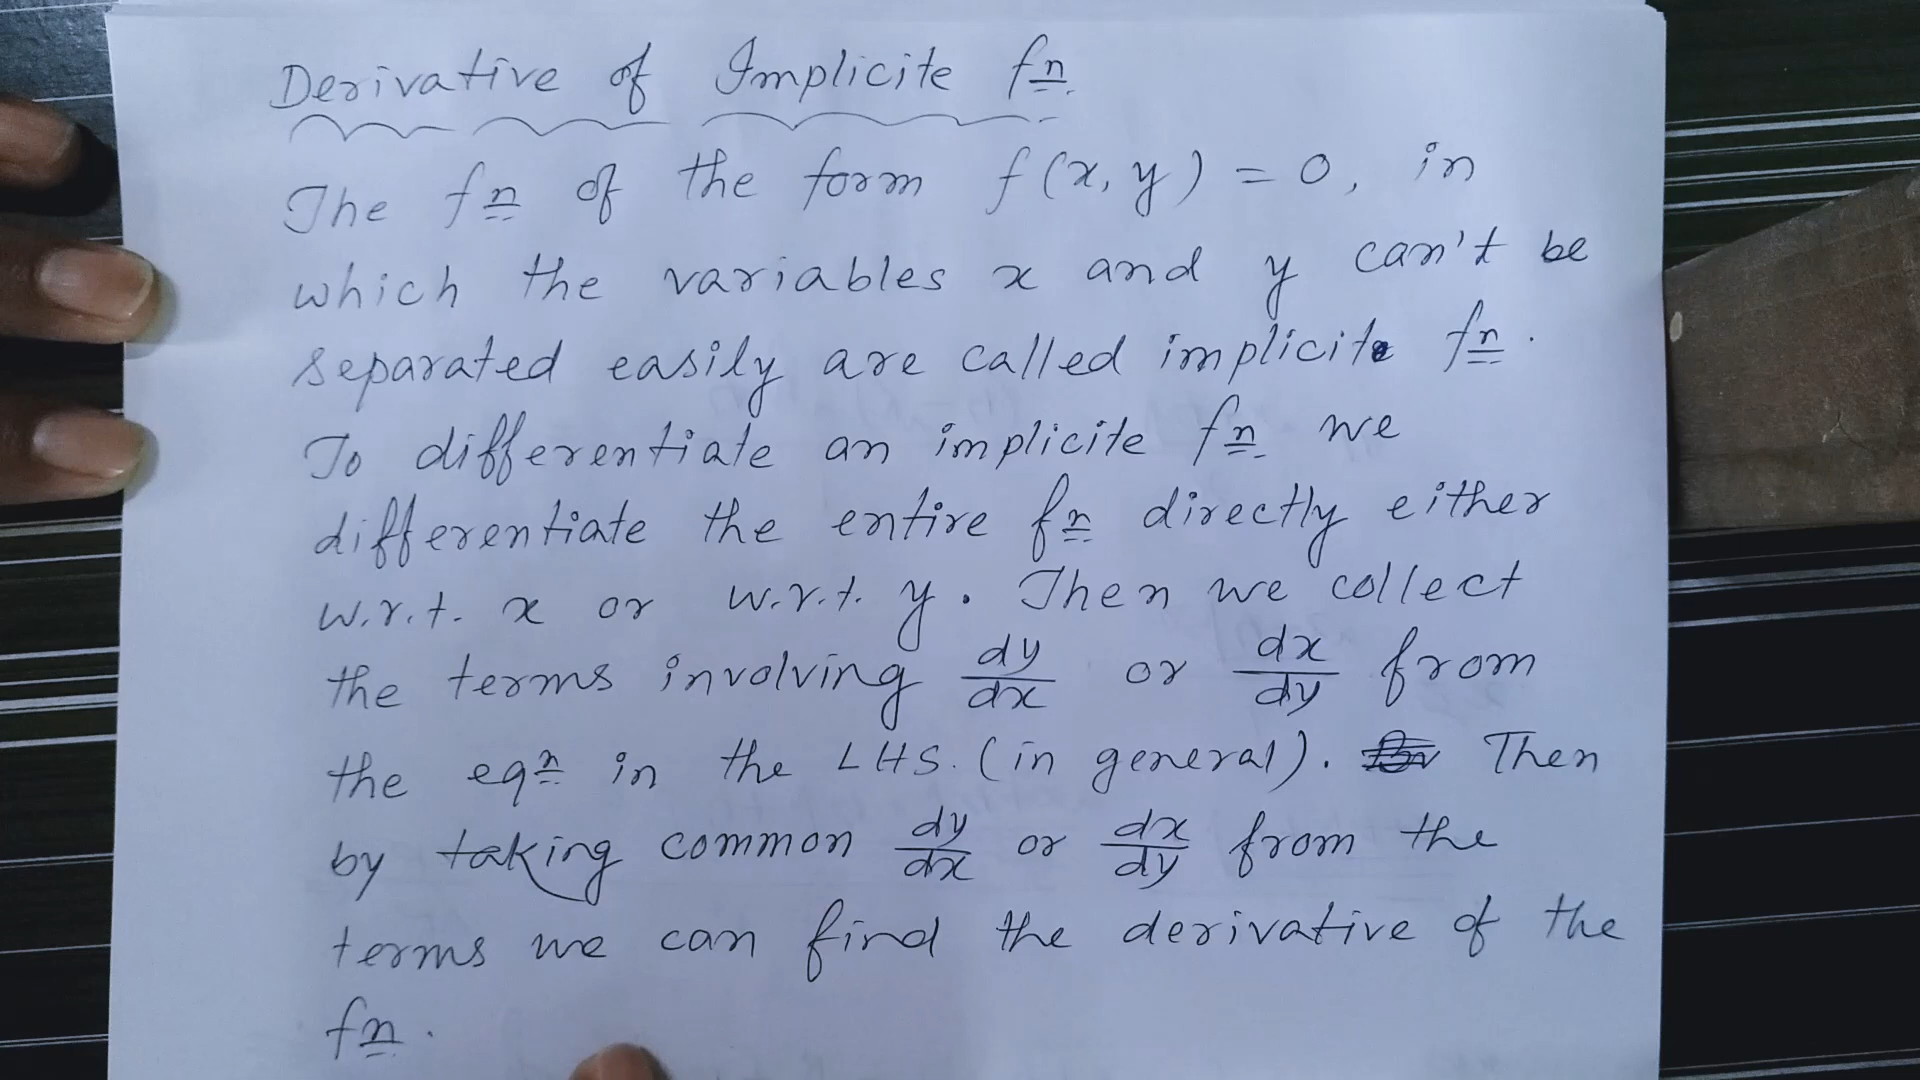 Derivative of Implicite fn.
The fn of the form f(x, y) = 0, in
which the variables x and y can't be
separated easily are called implicite fn.
To differentiate an implicite fn. we
differentiate the entire fn directly either
w.r.t. x or w.r.t. y. Then we collect
the terms involving dy/dx or dx/dy from
the eqn in the LHS. (in general). Then
by taking common dy/dx or dx/dy from the
terms we can find the derivative of the
fn.